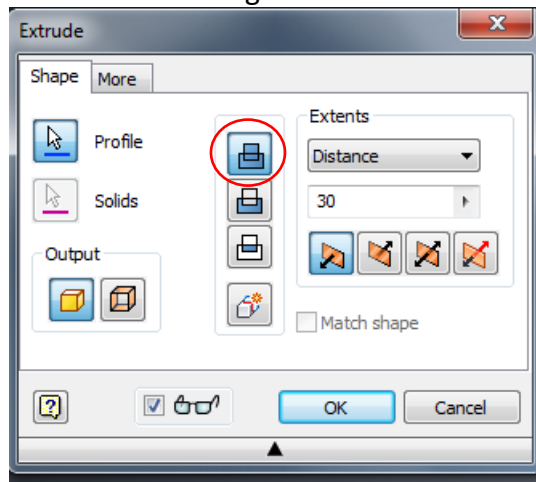 Extrude
Shape More
Profile
Solids
Output
Extents
Distance
30
Match shape
OK Cancel